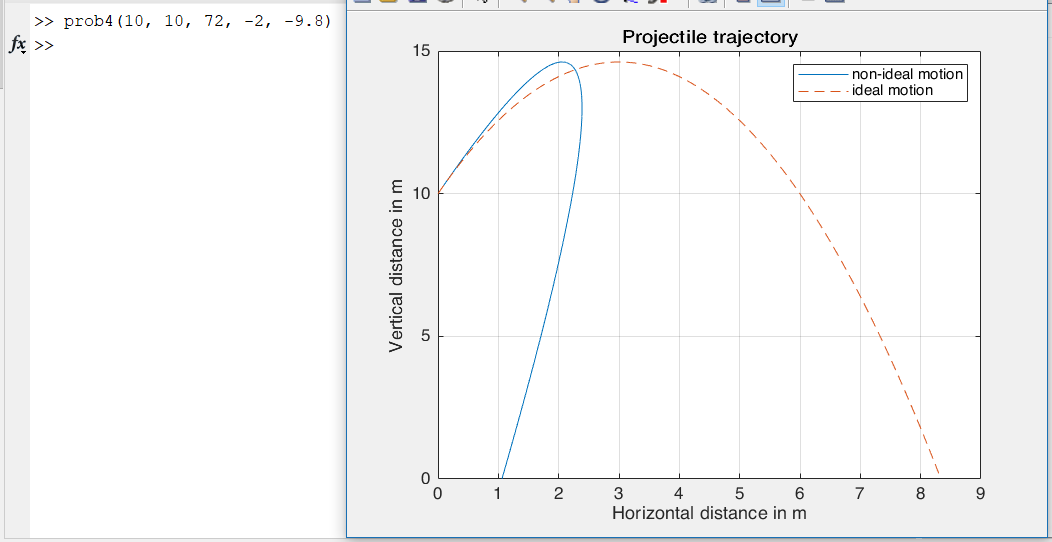 >> prob4(10, 10, 72, -2, -9.8)
fx >>
Projectile trajectory
non-ideal motion
ideal motion
Vertical distance in m
15
10
5
0
0 1 2 3 4 5 6 7 8 9
Horizontal distance in m